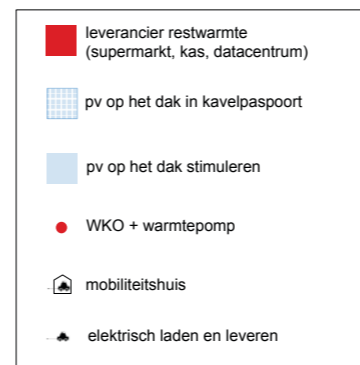 leverancier restwarmte
(supermarkt, kas, datacentrum)
pv op het dak in kavelpaspoort
pv op het dak stimuleren
WKO + warmtepomp
mobiliteitshuis
elektrisch laden en leveren